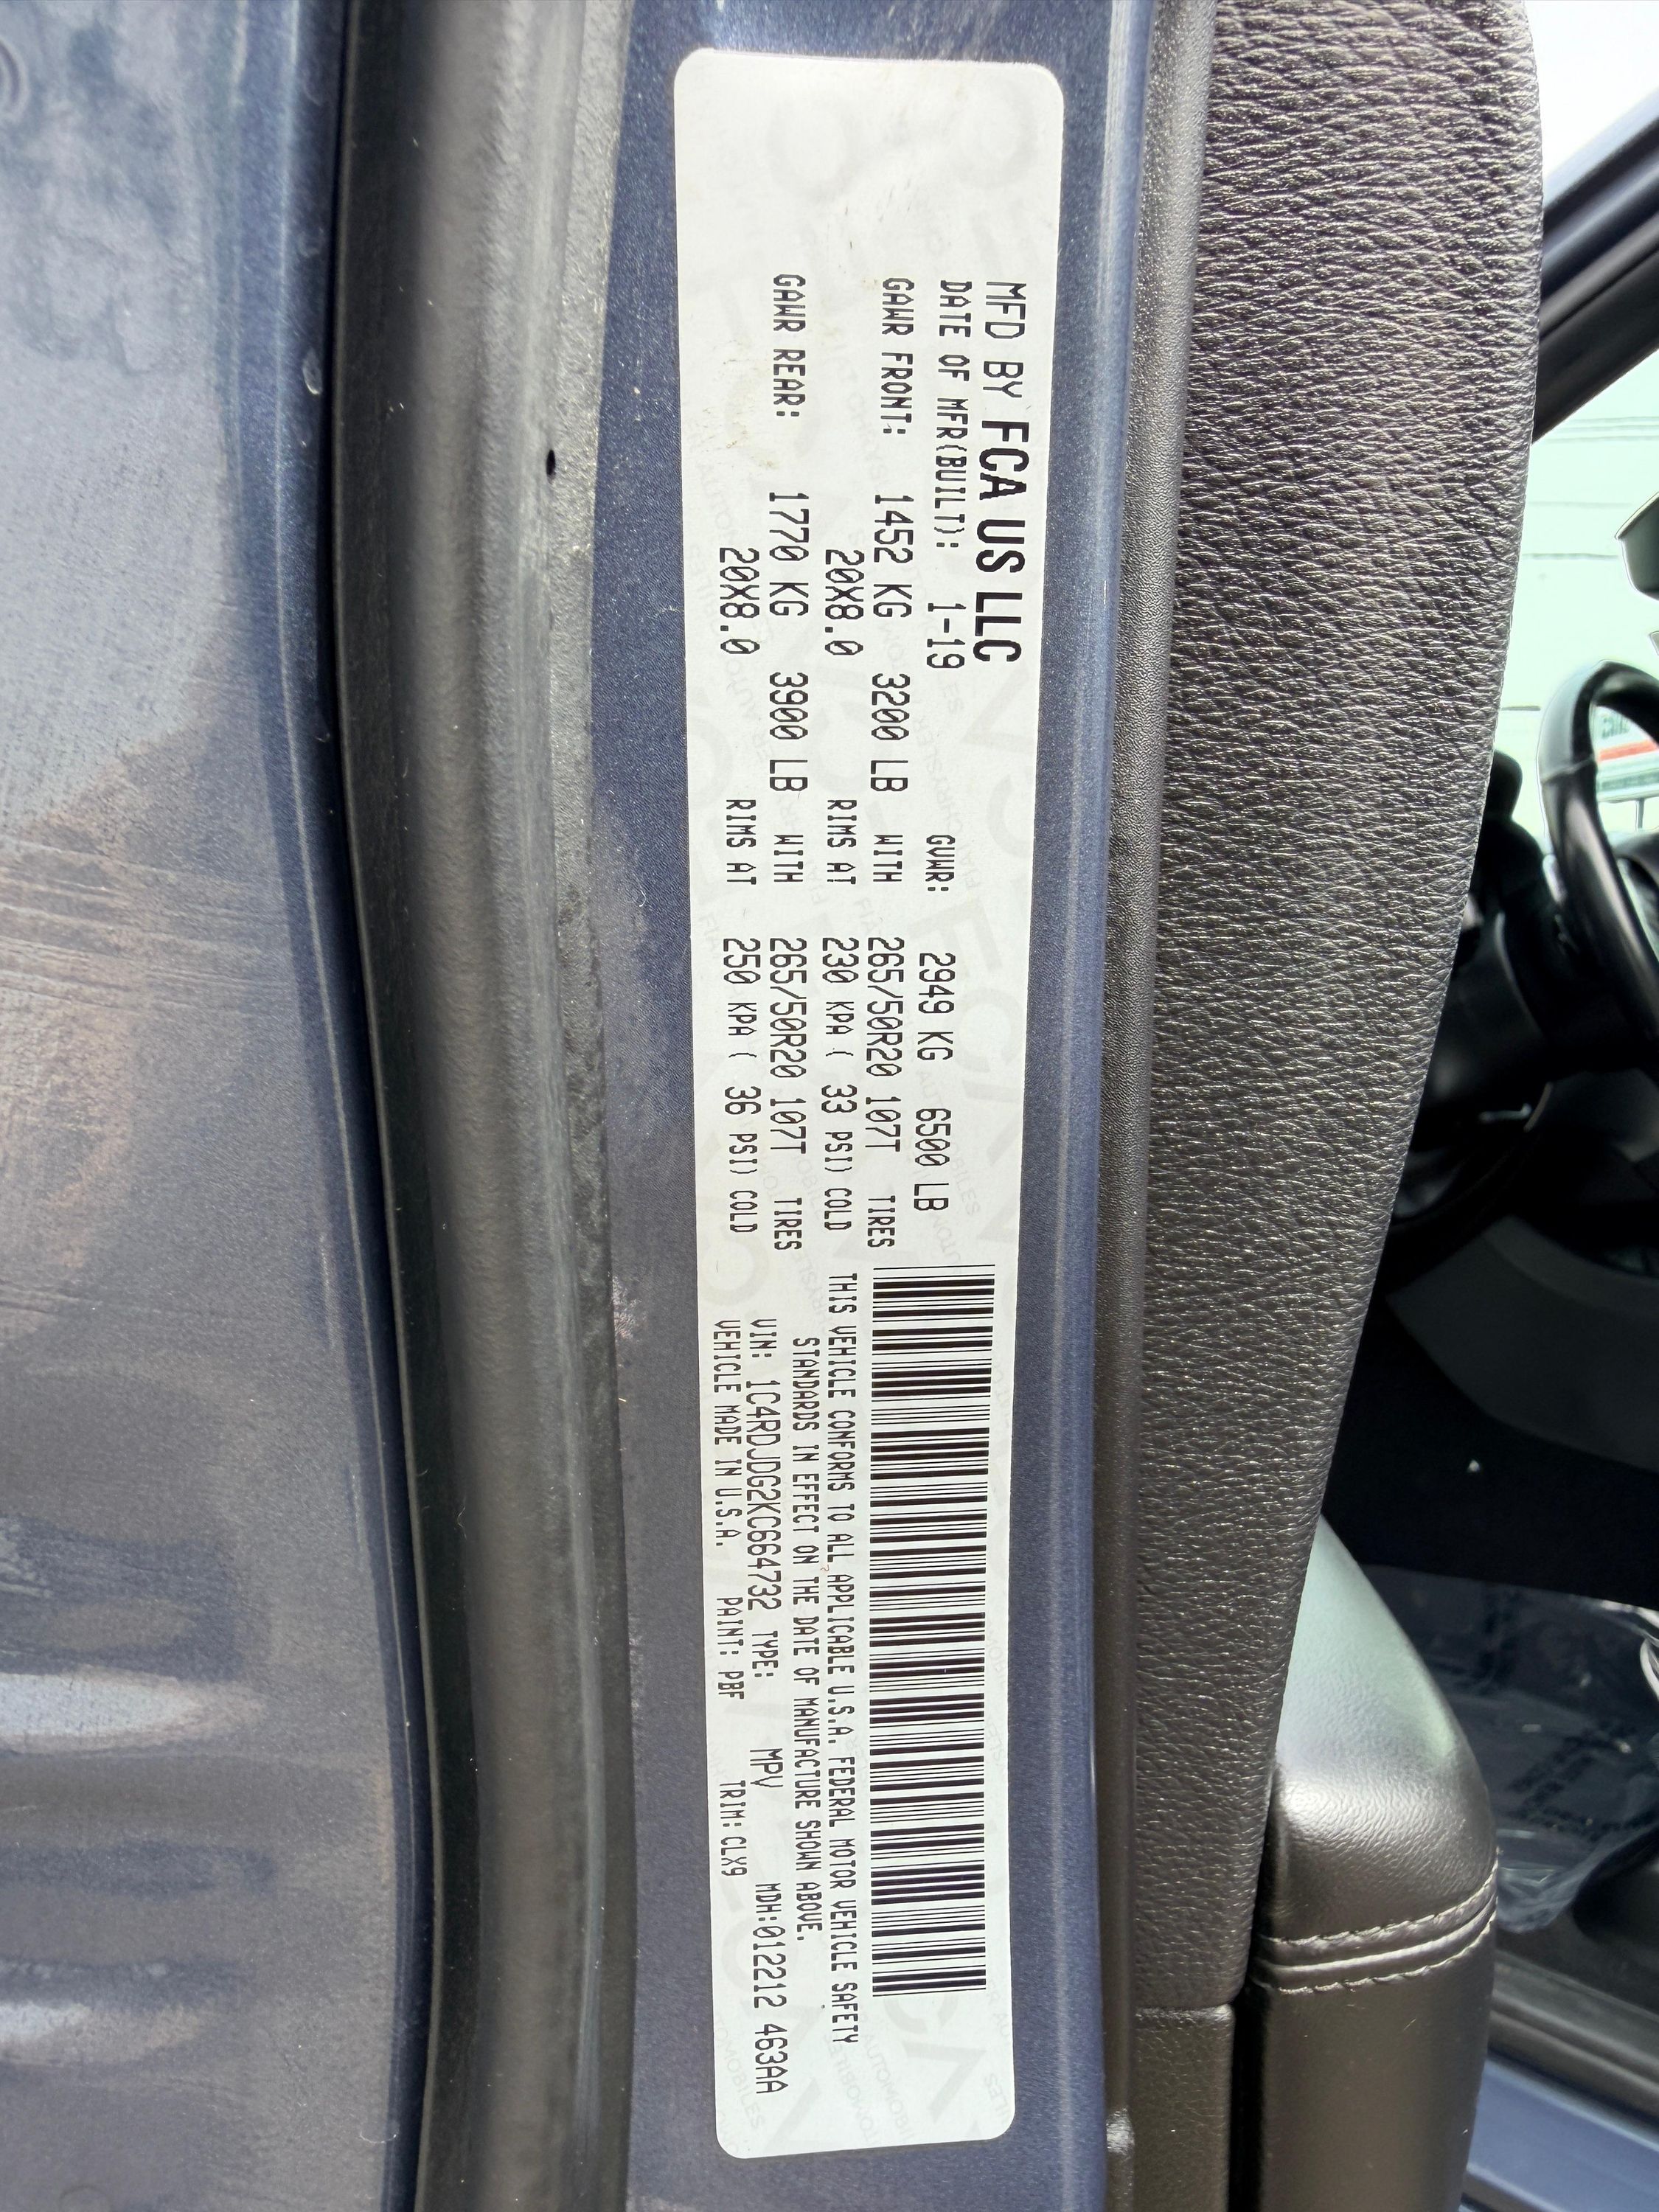 MFD BY FCA US LLC
DATE OF MFR(BUILT): 1-19 GVWR: 2949 KG 6500 LB
GAWR FRONT: 1452 KG 3200 LB WITH 265/50R20 107T TIRES
20X8.0 RIMS AT 230 KPA ( 33 PSI) COLD
GAWR REAR: 1770 KG 3900 LB WITH 265/50R20 107T TIRES
20X8.0 RIMS AT 250 KPA ( 36 PSI) COLD
THIS VEHICLE CONFORMS TO ALL APPLICABLE U.S.A. FEDERAL MOTOR VEHICLE SAFETY
STANDARDS IN EFFECT ON THE DATE OF MANUFACTURE SHOWN ABOVE.
VIN: 1C4RDJDG2KC664732 TYPE: MPV MDH:012212 463AA
VEHICLE MADE IN U.S.A. PAINT: PBF TRIM: CLX9